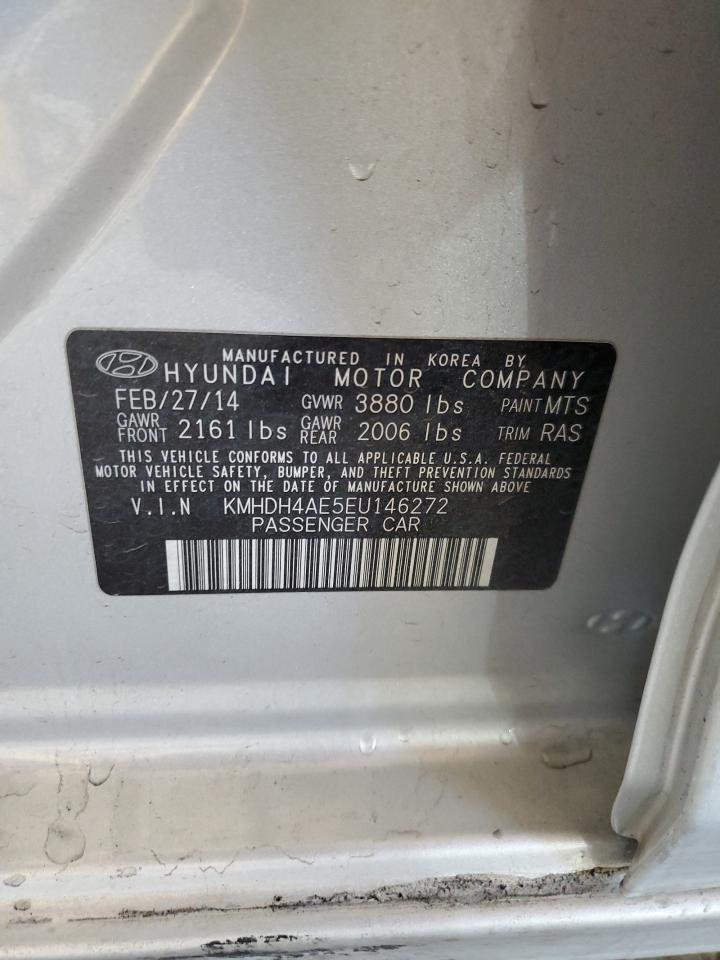 MANUFACTURED IN KOREA BY
HYUNDAI MOTOR COMPANY
FEB/27/14 GVWR 3880 lbs PAINT MTS
GAWR FRONT 2161 lbs GAWR REAR 2006 lbs TRIM RAS
THIS VEHICLE CONFORMS TO ALL APPLICABLE U.S.A. FEDERAL
MOTOR VEHICLE SAFETY, BUMPER, AND THEFT PREVENTION STANDARDS
IN EFFECT ON THE DATE OF MANUFACTURE SHOWN ABOVE
V.I.N KMHDH4AE5EU146272
PASSENGER CAR